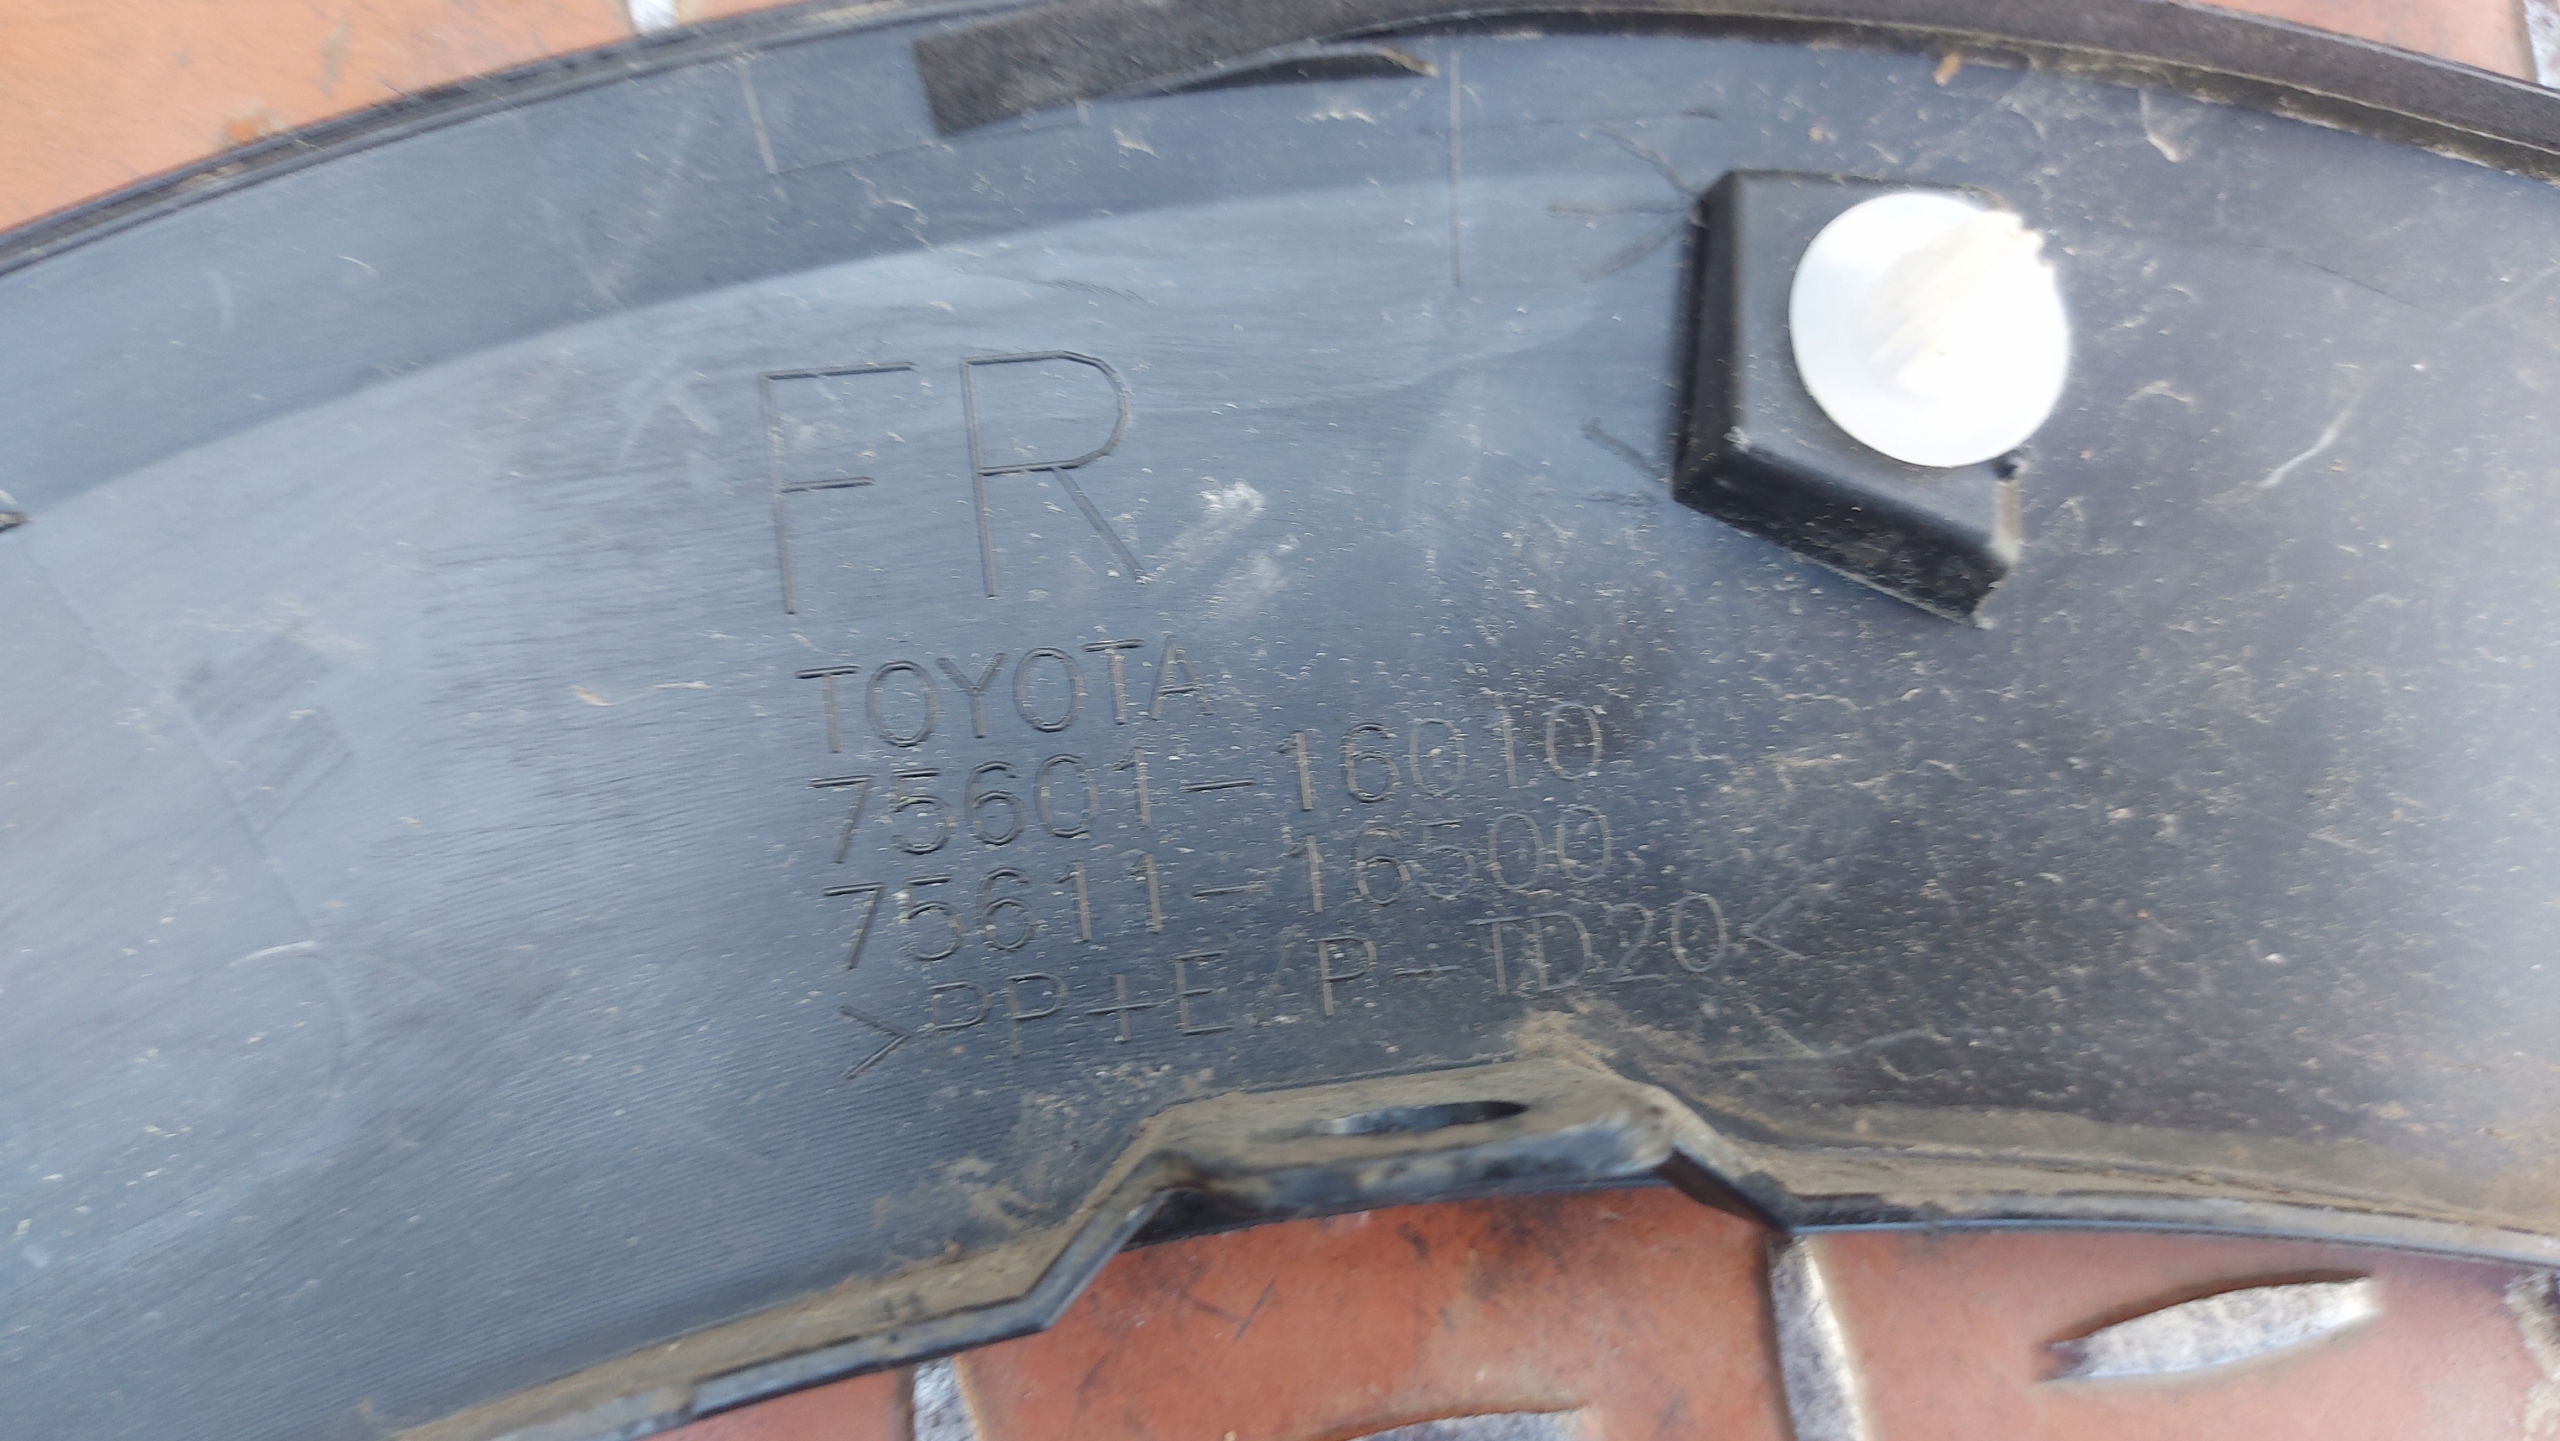 FR
TOYOTA
75601-16010
75611-16500
>PP+E/P-TD20<